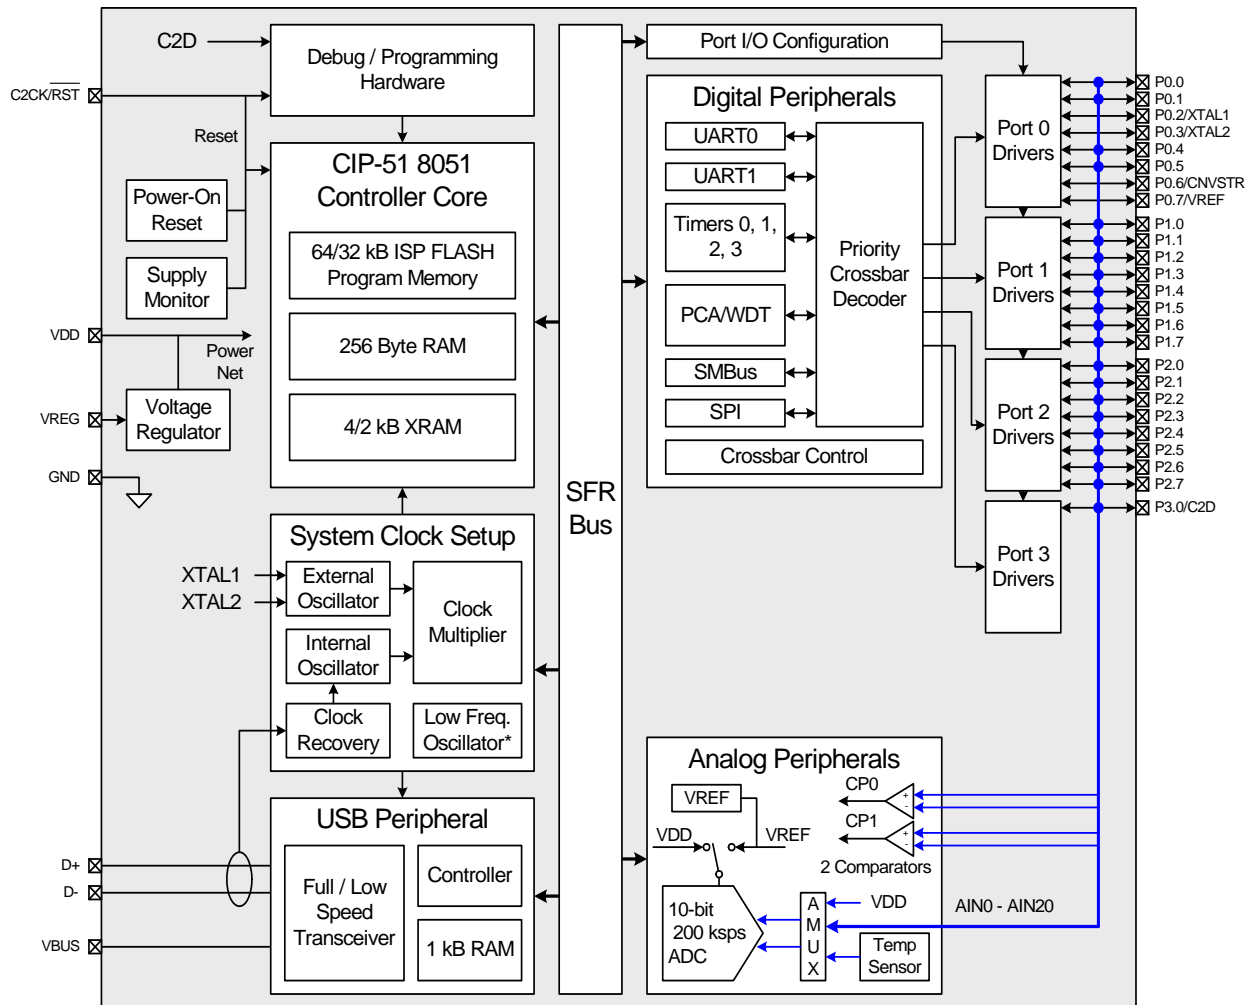 C2D
C2CK/RST
Debug / Programming
Hardware
Reset
Power-On
Reset
Supply
Monitor
VDD
Power
Net
VREG
Voltage
Regulator
GND
CIP-51 8051
Controller Core
64/32 kB ISP FLASH
Program Memory
256 Byte RAM
4/2 kB XRAM
System Clock Setup
XTAL1
XTAL2
External
Oscillator
Internal
Oscillator
Clock
Multiplier
Clock
Recovery
Low Freq.
Oscillator*
USB Peripheral
D+
D-
VBUS
Full / Low
Speed
Transceiver
Controller
1 kB RAM
SFR
Bus
Port I/O Configuration
Digital Peripherals
UART0
UART1
Timers 0, 1,
2, 3
PCA/WDT
SMBus
SPI
Priority
Crossbar
Decoder
Crossbar Control
Port 0
Drivers
Port 1
Drivers
Port 2
Drivers
Port 3
Drivers
P0.0
P0.1
P0.2/XTAL1
P0.3/XTAL2
P0.4
P0.5
P0.6/CNVSTR
P0.7/VREF
P1.0
P1.1
P1.2
P1.3
P1.4
P1.5
P1.6
P1.7
P2.0
P2.1
P2.2
P2.3
P2.4
P2.5
P2.6
P2.7
P3.0/C2D
Analog Peripherals
VREF
VDD
VREF
CP0
+
-
CP1
+
-
2 Comparators
10-bit
200 ksps
ADC
A
M
U
X
VDD
AIN0 - AIN20
Temp
Sensor